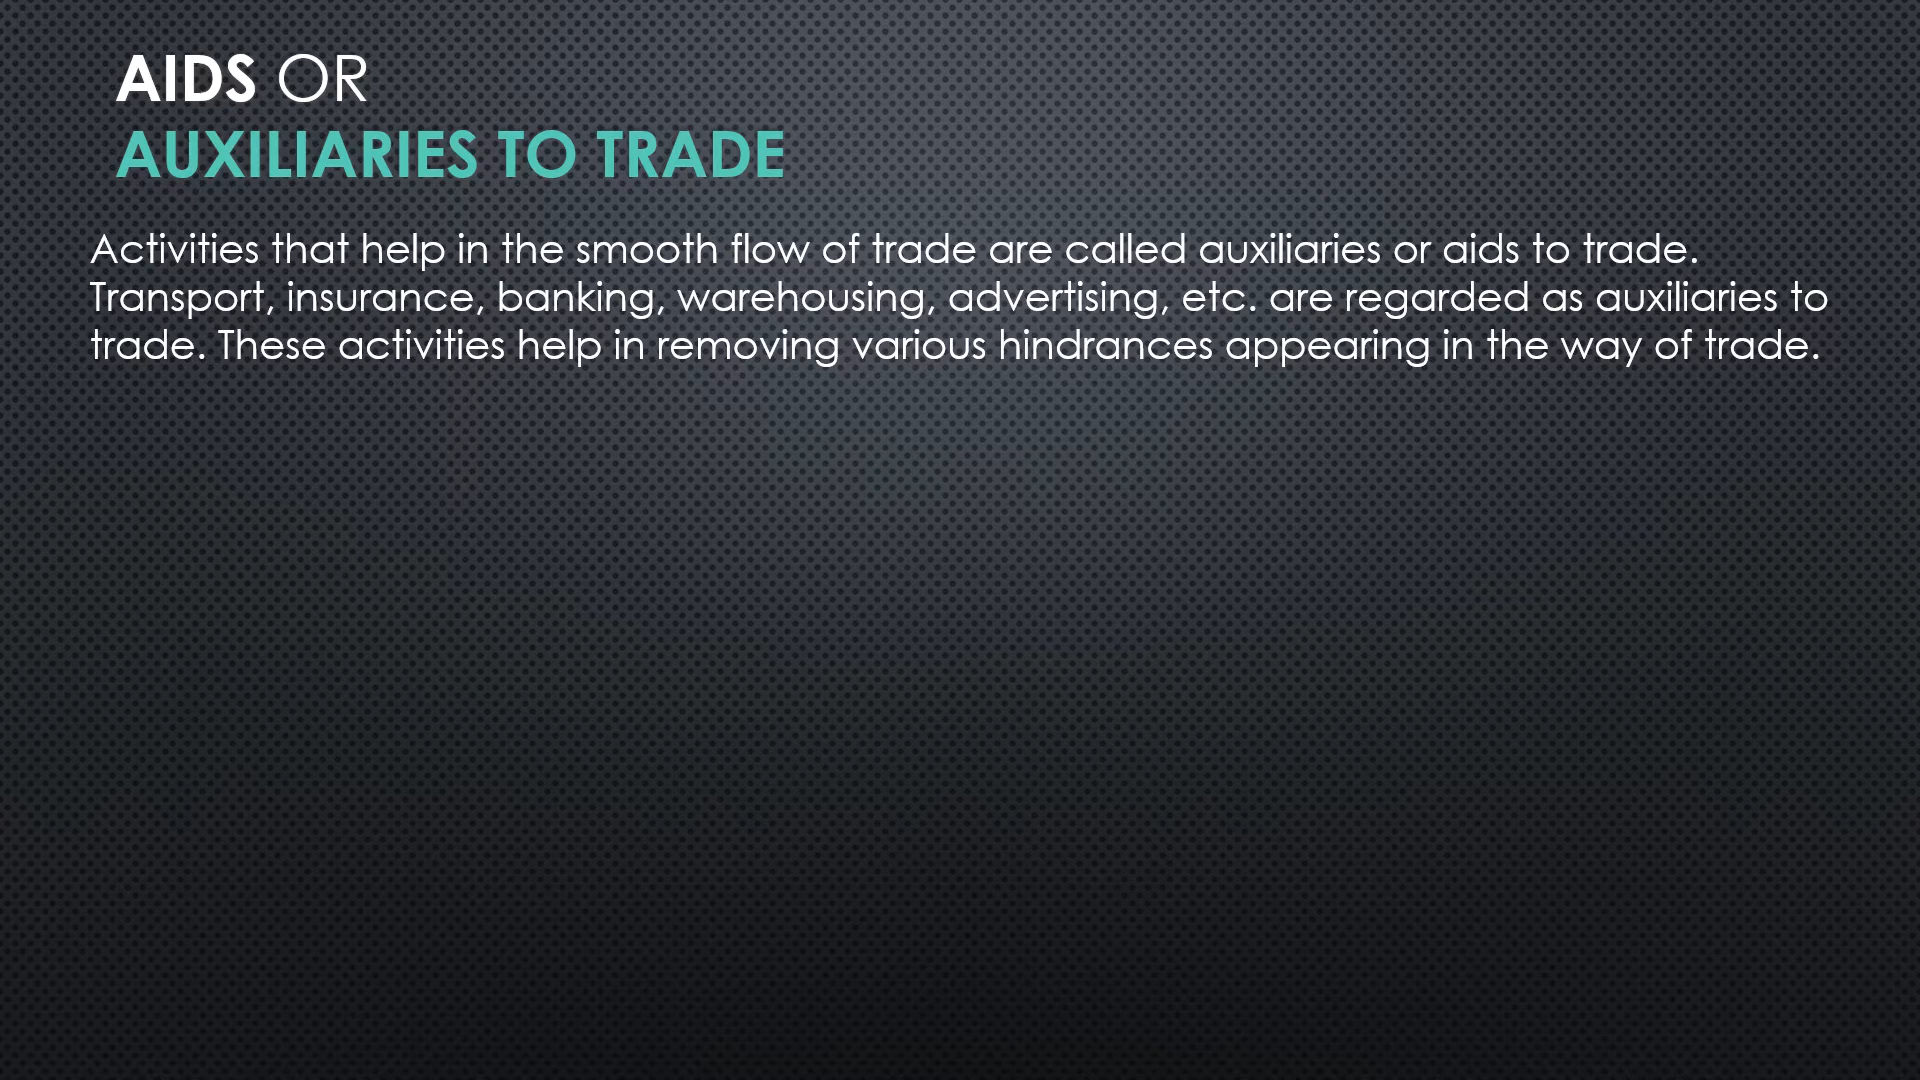 AIDS OR
AUXILIARIES TO TRADE
Activities that help in the smooth flow of trade are called auxiliaries or aids to trade.
Transport, insurance, banking, warehousing, advertising, etc. are regarded as auxiliaries to
trade. These activities help in removing various hindrances appearing in the way of trade.